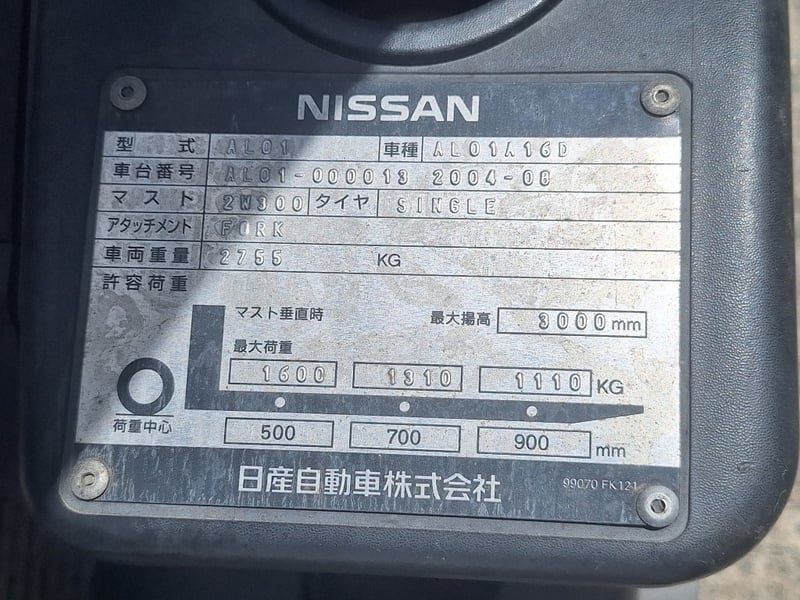 NISSAN
型式 AL01 車種 AL01A16D
車台番号 AL01-000013 2004-08
マスト 2W300 タイヤ SINGLE
アタッチメント FORK
車両重量 2755 KG
許容荷重
マスト垂直時 最大揚高 3000mm
最大荷重
1600 1310 1110 KG
荷重中心
500 700 900 mm
日産自動車株式会社 99070 FK121